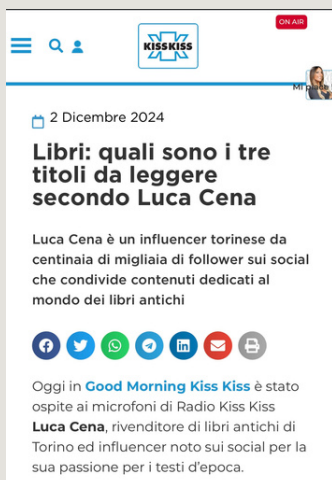 ON AIR
KISSKISS
Mi piace
2 Dicembre 2024
Libri: quali sono i tre
titoli da leggere
secondo Luca Cena
Luca Cena è un influencer torinese da
centinaia di migliaia di follower sui social
che condivide contenuti dedicati al
mondo dei libri antichi
Oggi in Good Morning Kiss Kiss è stato
ospite ai microfoni di Radio Kiss Kiss
Luca Cena, rivenditore di libri antichi di
Torino ed influencer noto sui social per la
sua passione per i testi d'epoca.